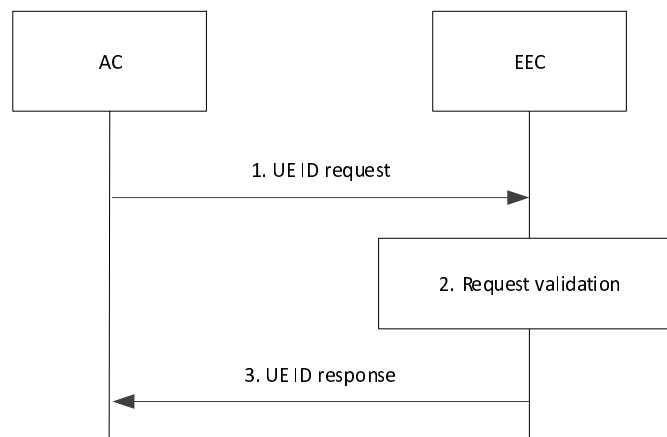 AC
EEC
1. UE ID request
2. Request validation
3. UE ID response